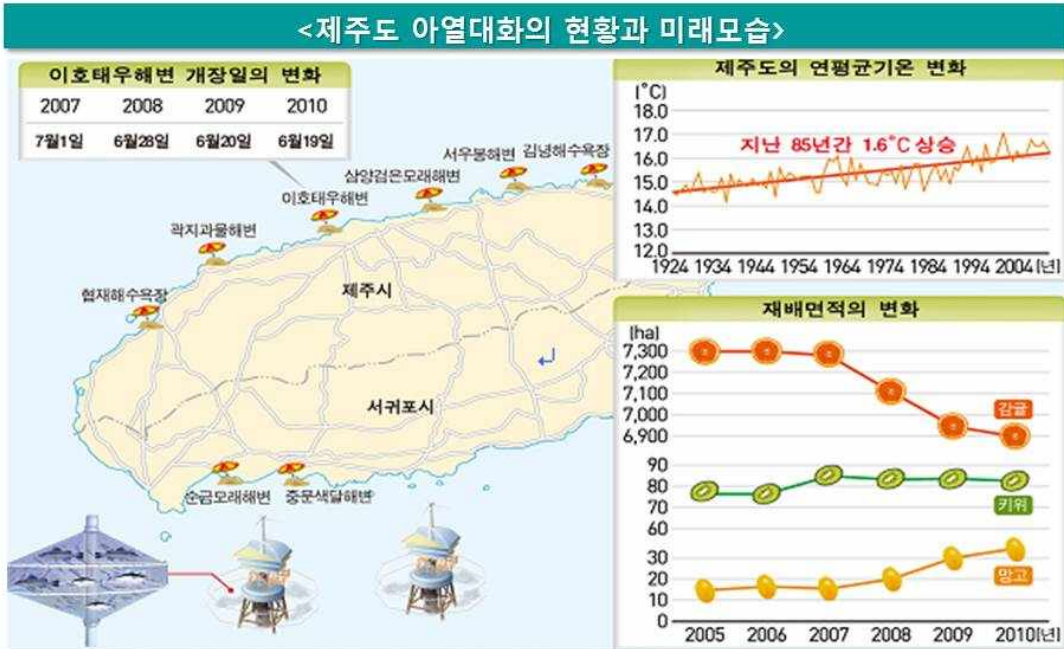 <제주도 아열대화의 현황과 미래모습>
이호태우해변 개장일의 변화
2007 2008 2009 2010
7월1일 6월28일 6월20일 6월19일
김녕해수욕장
서우봉해변
삼양검은모래해변
이호태우해변
곽지과물해변
협재해수욕장
제주시
서귀포시
순금모래해변
중문색달해변
제주도의 연평균기온 변화
(℃)
18.0
17.0
지난 85년간 1.6℃ 상승
16.0
15.0
14.0
13.0
12.0
1924 1934 1944 1954 1964 1974 1984 1994 2004(년)
재배면적의 변화
(ha)
7,300
7,200
7,100
7,000
감귤
6,900
90
80
키위
70
60
30
20
망고
10
0
2005 2006 2007 2008 2009 2010(년)